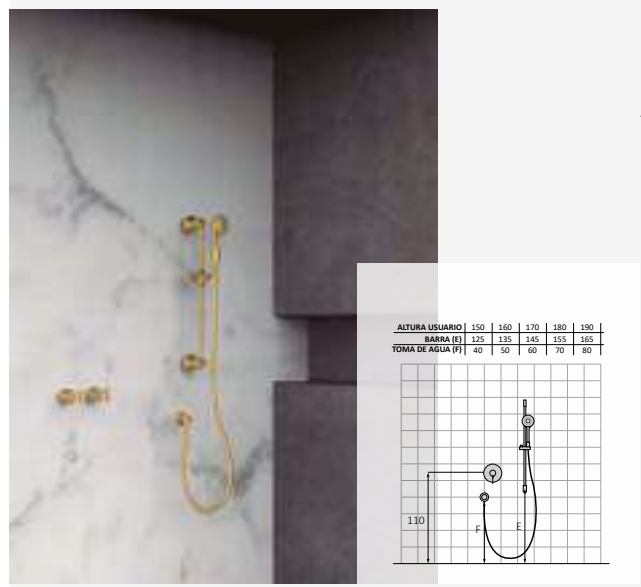 ALTURA USUARIO 150 160 170 180 190
BARRA (E) 125 135 145 155 165
TOMA DE AGUA (F) 40 50 60 70 80
110
F
E